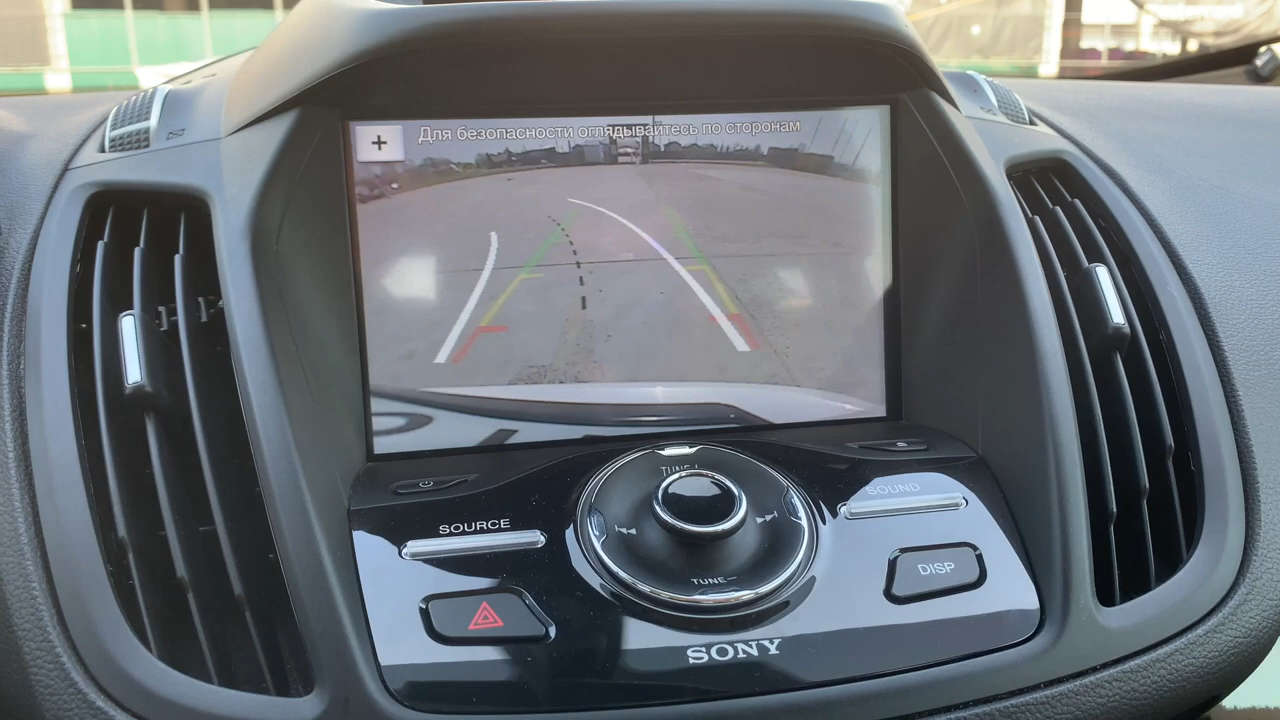 + Для безопасности оглядывайтесь по сторонам
TUNE+
SOURCE
SOUND
TUNE—
DISP
SONY